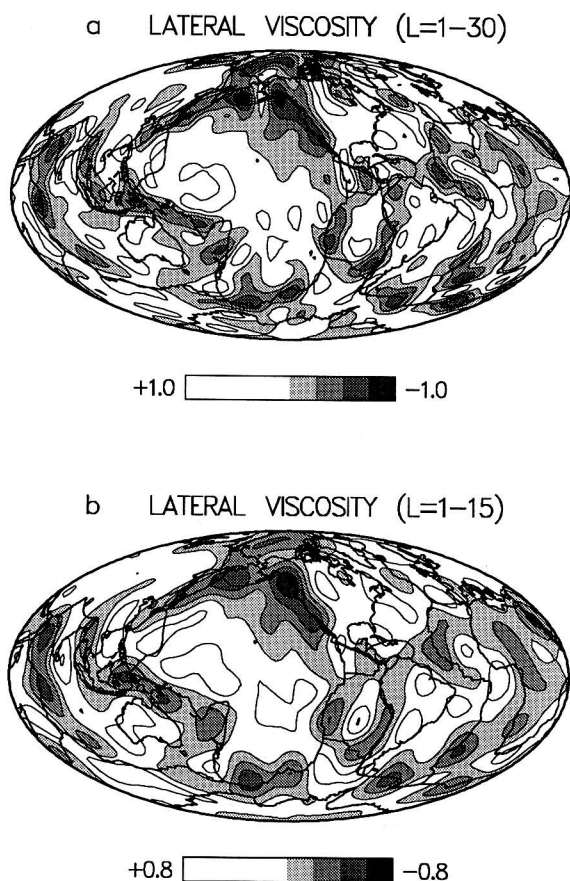 a LATERAL VISCOSITY (L=1-30)
+1.0 -1.0
b LATERAL VISCOSITY (L=1-15)
+0.8 -0.8